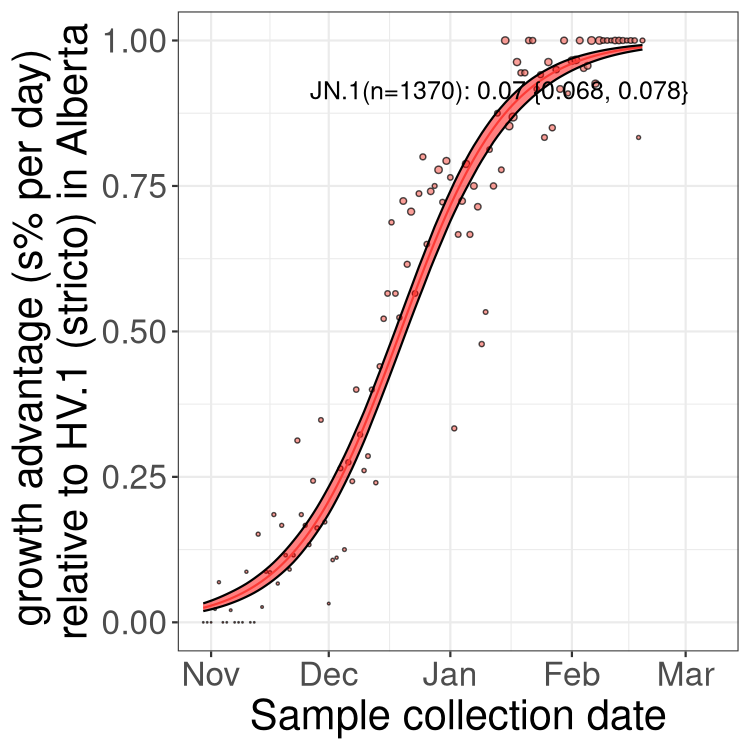 growth advantage (s% per day)
relative to HV.1 (stricto) in Alberta
1.00
0.75
0.50
0.25
0.00
JN.1(n=1370): 0.07 {0.068, 0.078}
Nov Dec Jan Feb Mar
Sample collection date